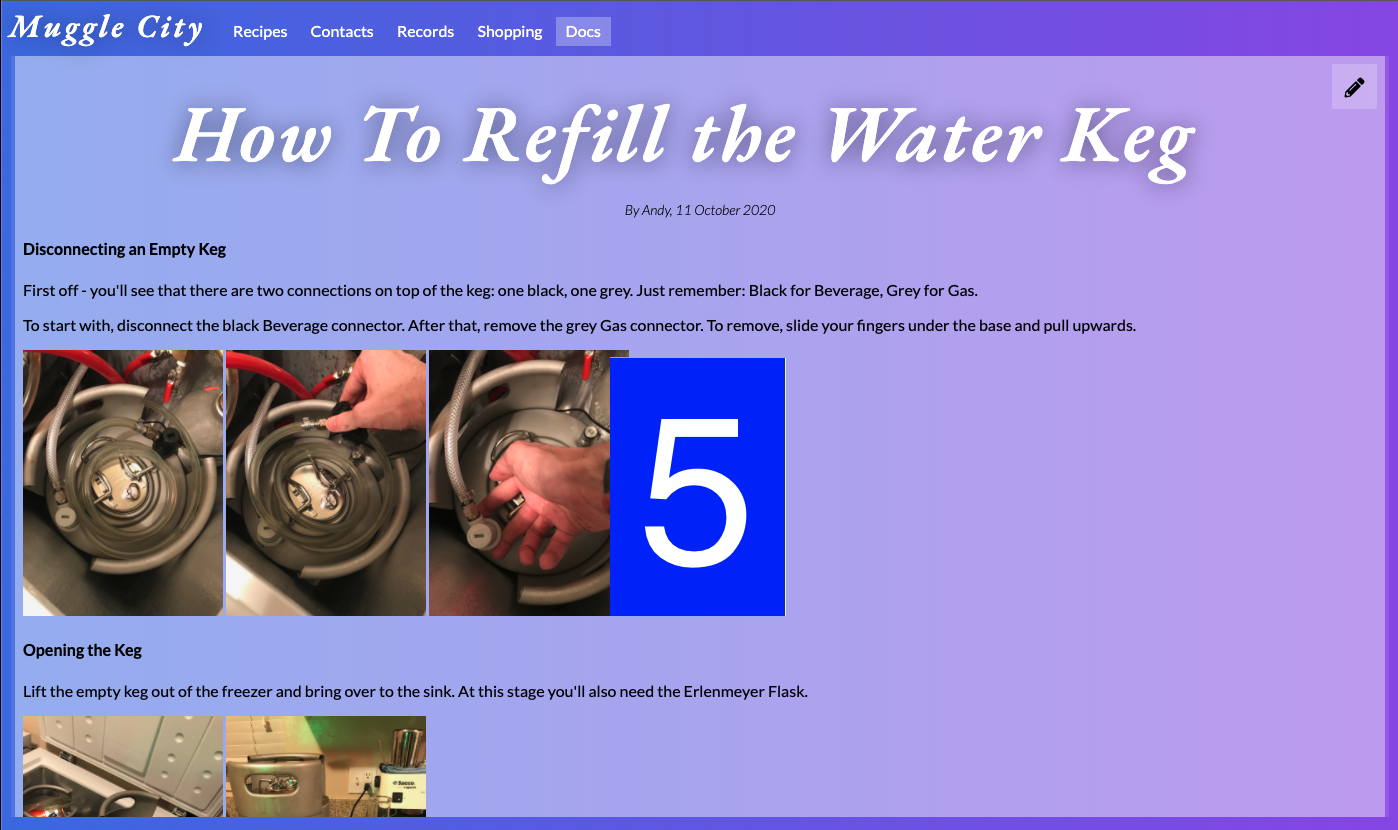 Muggle City Recipes Contacts Records Shopping Docs
How To Refill the Water Keg
By Andy, 11 October 2020
Disconnecting an Empty Keg
First off - you'll see that there are two connections on top of the keg: one black, one grey. Just remember: Black for Beverage, Grey for Gas.
To start with, disconnect the black Beverage connector. After that, remove the grey Gas connector. To remove, slide your fingers under the base and pull upwards.
5
Opening the Keg
Lift the empty keg out of the freezer and bring over to the sink. At this stage you'll also need the Erlenmeyer Flask.